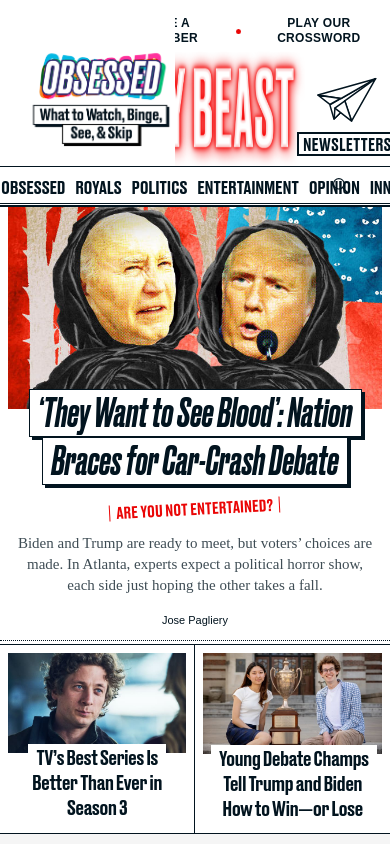 PLAY OUR
CROSSWORD
OBSESSED
What to Watch, Binge,
See, & Skip
BEAST
NEWSLETTERS
OBSESSED ROYALS POLITICS ENTERTAINMENT OPINION INN
‘They Want to See Blood’: Nation
Braces for Car-Crash Debate
ARE YOU NOT ENTERTAINED?
Biden and Trump are ready to meet, but voters’ choices are
made. In Atlanta, experts expect a political horror show,
each side just hoping the other takes a fall.
Jose Pagliery
TV’s Best Series Is
Better Than Ever in
Season 3
Young Debate Champs
Tell Trump and Biden
How to Win—or Lose